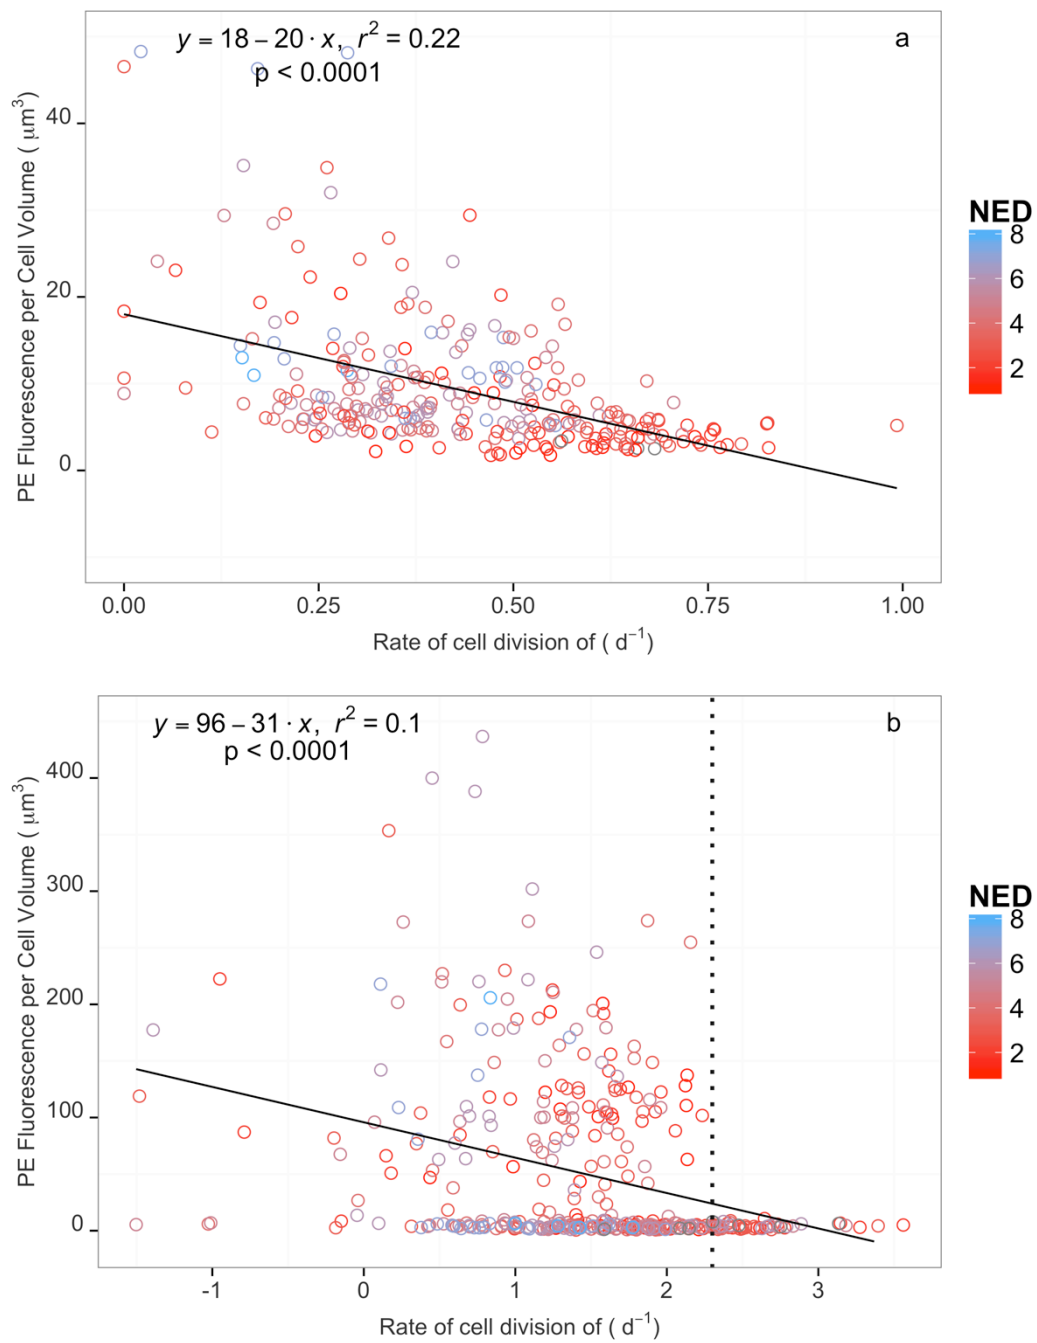 y = 18 – 20 · x, r² = 0.22
p < 0.0001
a
PE Fluorescence per Cell Volume ( μm³)
40
20
0
0.00 0.25 0.50 0.75 1.00
Rate of cell division of ( d⁻¹)
NED
8
6
4
2
y = 96 – 31 · x, r² = 0.1
p < 0.0001
b
PE Fluorescence per Cell Volume ( μm³)
400
300
200
100
0
-1 0 1 2 3
Rate of cell division of ( d⁻¹)
NED
8
6
4
2